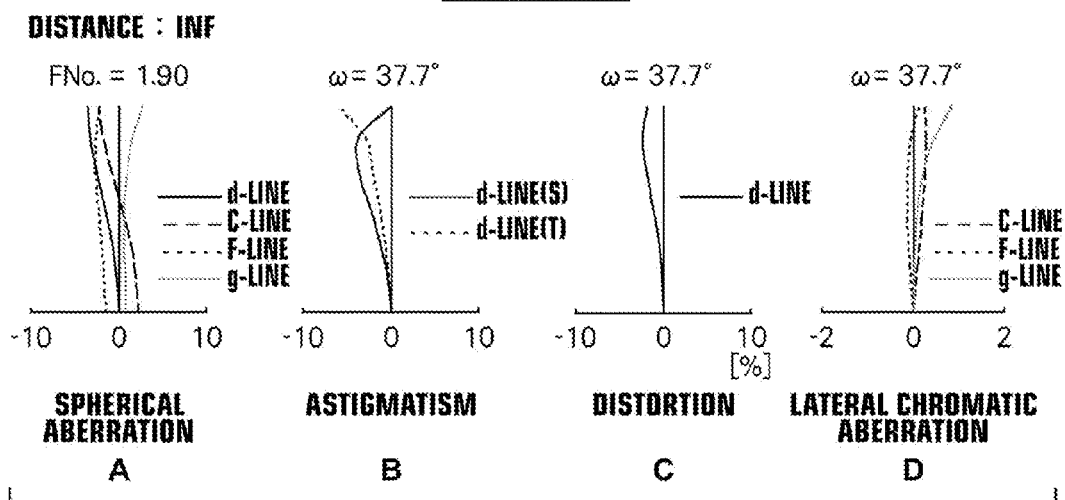 DISTANCE : INF
FNo. = 1.90
ω= 37.7°
ω= 37.7°
ω= 37.7°
d-LINE
C-LINE
F-LINE
g-LINE
-10 0 10
SPHERICAL
ABERRATION
A
d-LINE(S)
d-LINE(T)
-10 0 10
ASTIGMATISM
B
d-LINE
-10 0 10
[%]
DISTORTION
C
C-LINE
F-LINE
g-LINE
-2 0 2
LATERAL CHROMATIC
ABERRATION
D